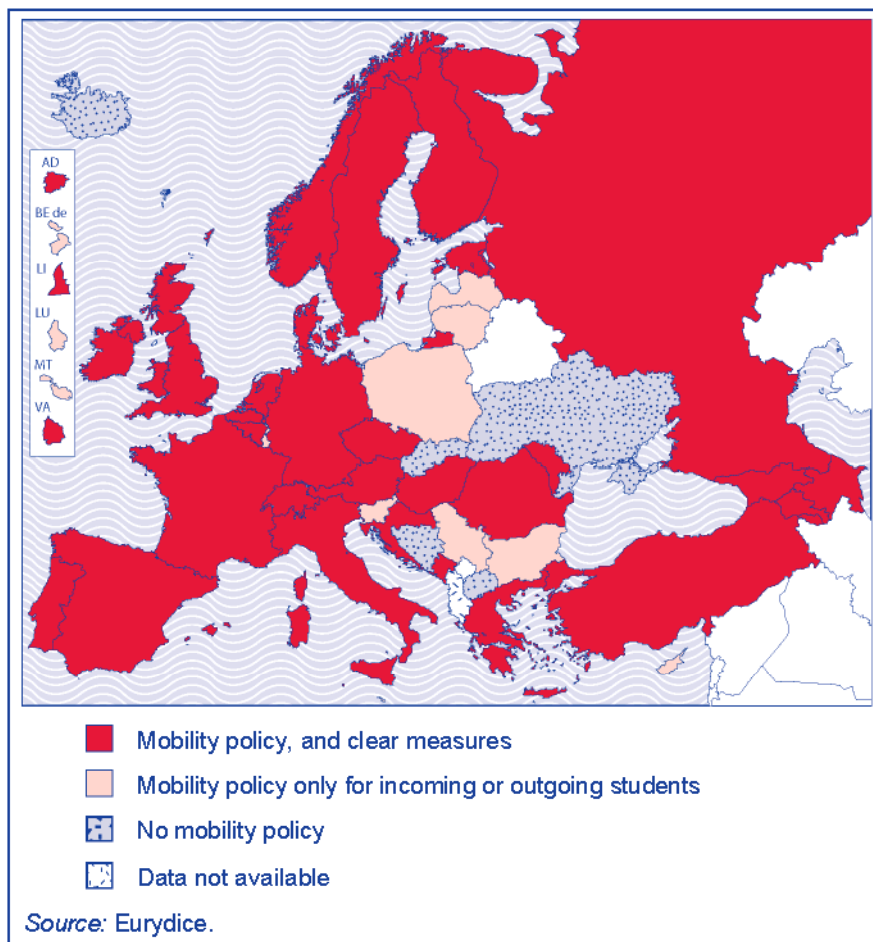 AD
BE de
LI
LU
MT
VA
Mobility policy, and clear measures
Mobility policy only for incoming or outgoing students
No mobility policy
Data not available
Source: Eurydice.